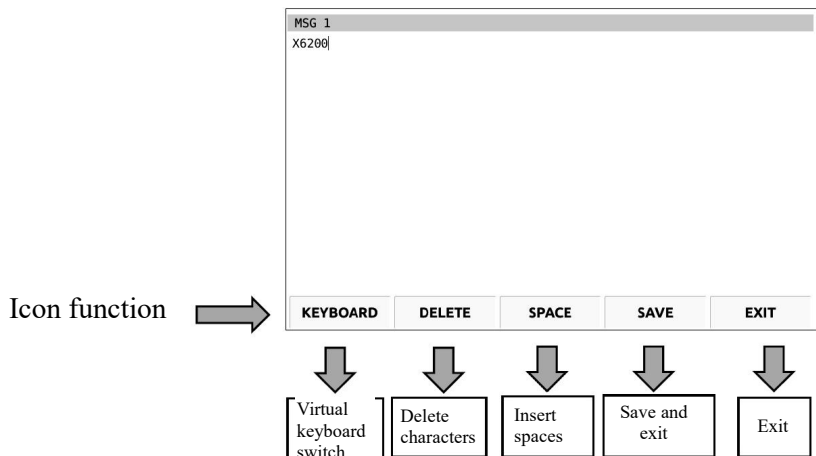 MSG 1
X6200
Icon function
KEYBOARD DELETE SPACE SAVE EXIT
Virtual
keyboard
switch
Delete
characters
Insert
spaces
Save and
exit
Exit